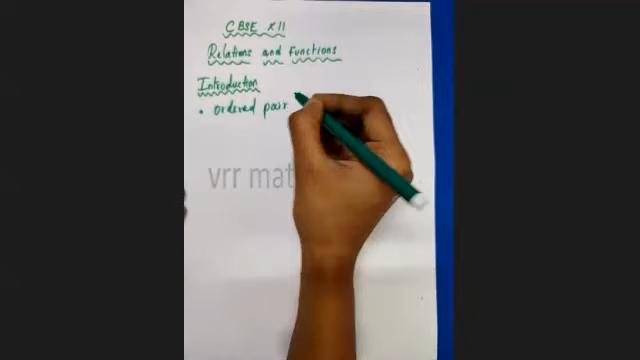 CBSE XII
Relations and Functions
Introduction
• ordered pair
vrr mat